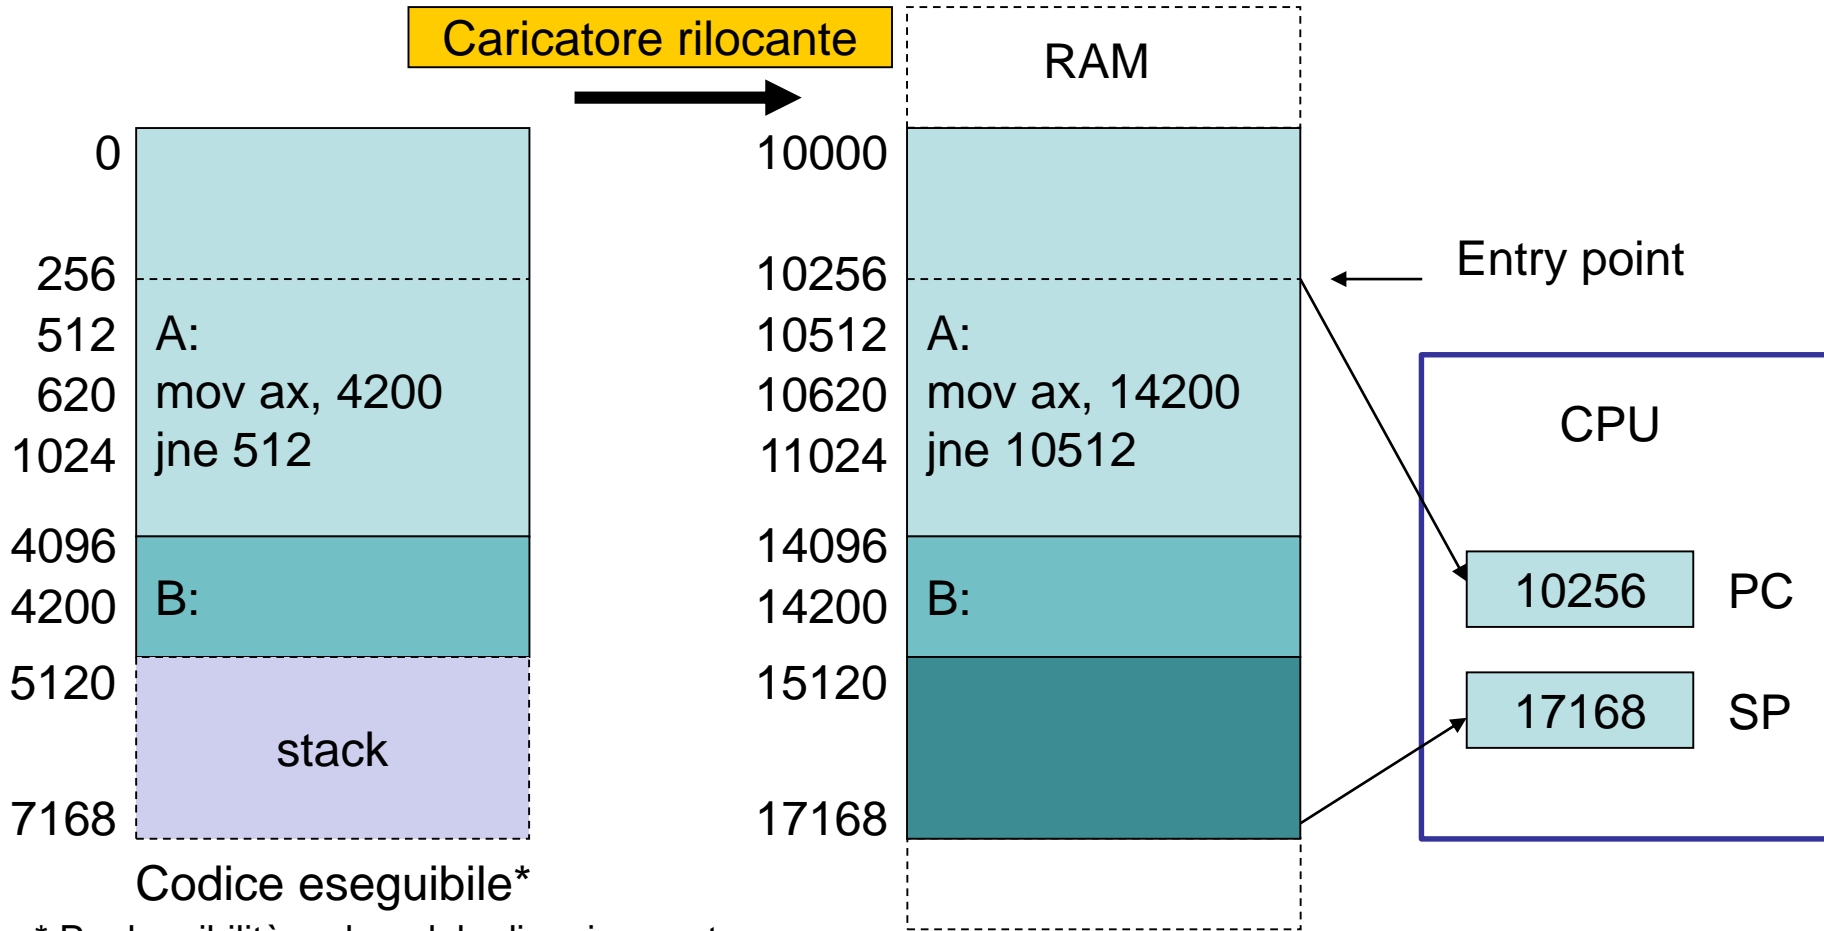 Caricatore rilocante
RAM
0
256
512 A:
620 mov ax, 4200
1024 jne 512
4096
4200 B:
5120
stack
7168
Codice eseguibile*
10000
10256
10512 A:
10620 mov ax, 14200
11024 jne 10512
14096
14200 B:
15120
17168
Entry point
CPU
10256 PC
17168 SP